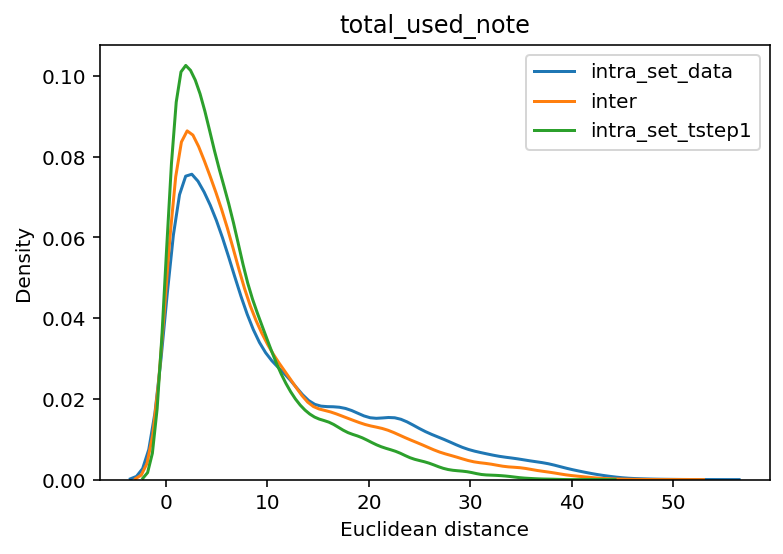 total_used_note
intra_set_data
inter
intra_set_tstep1
Density
0.10
0.08
0.06
0.04
0.02
0.00
0 10 20 30 40 50
Euclidean distance